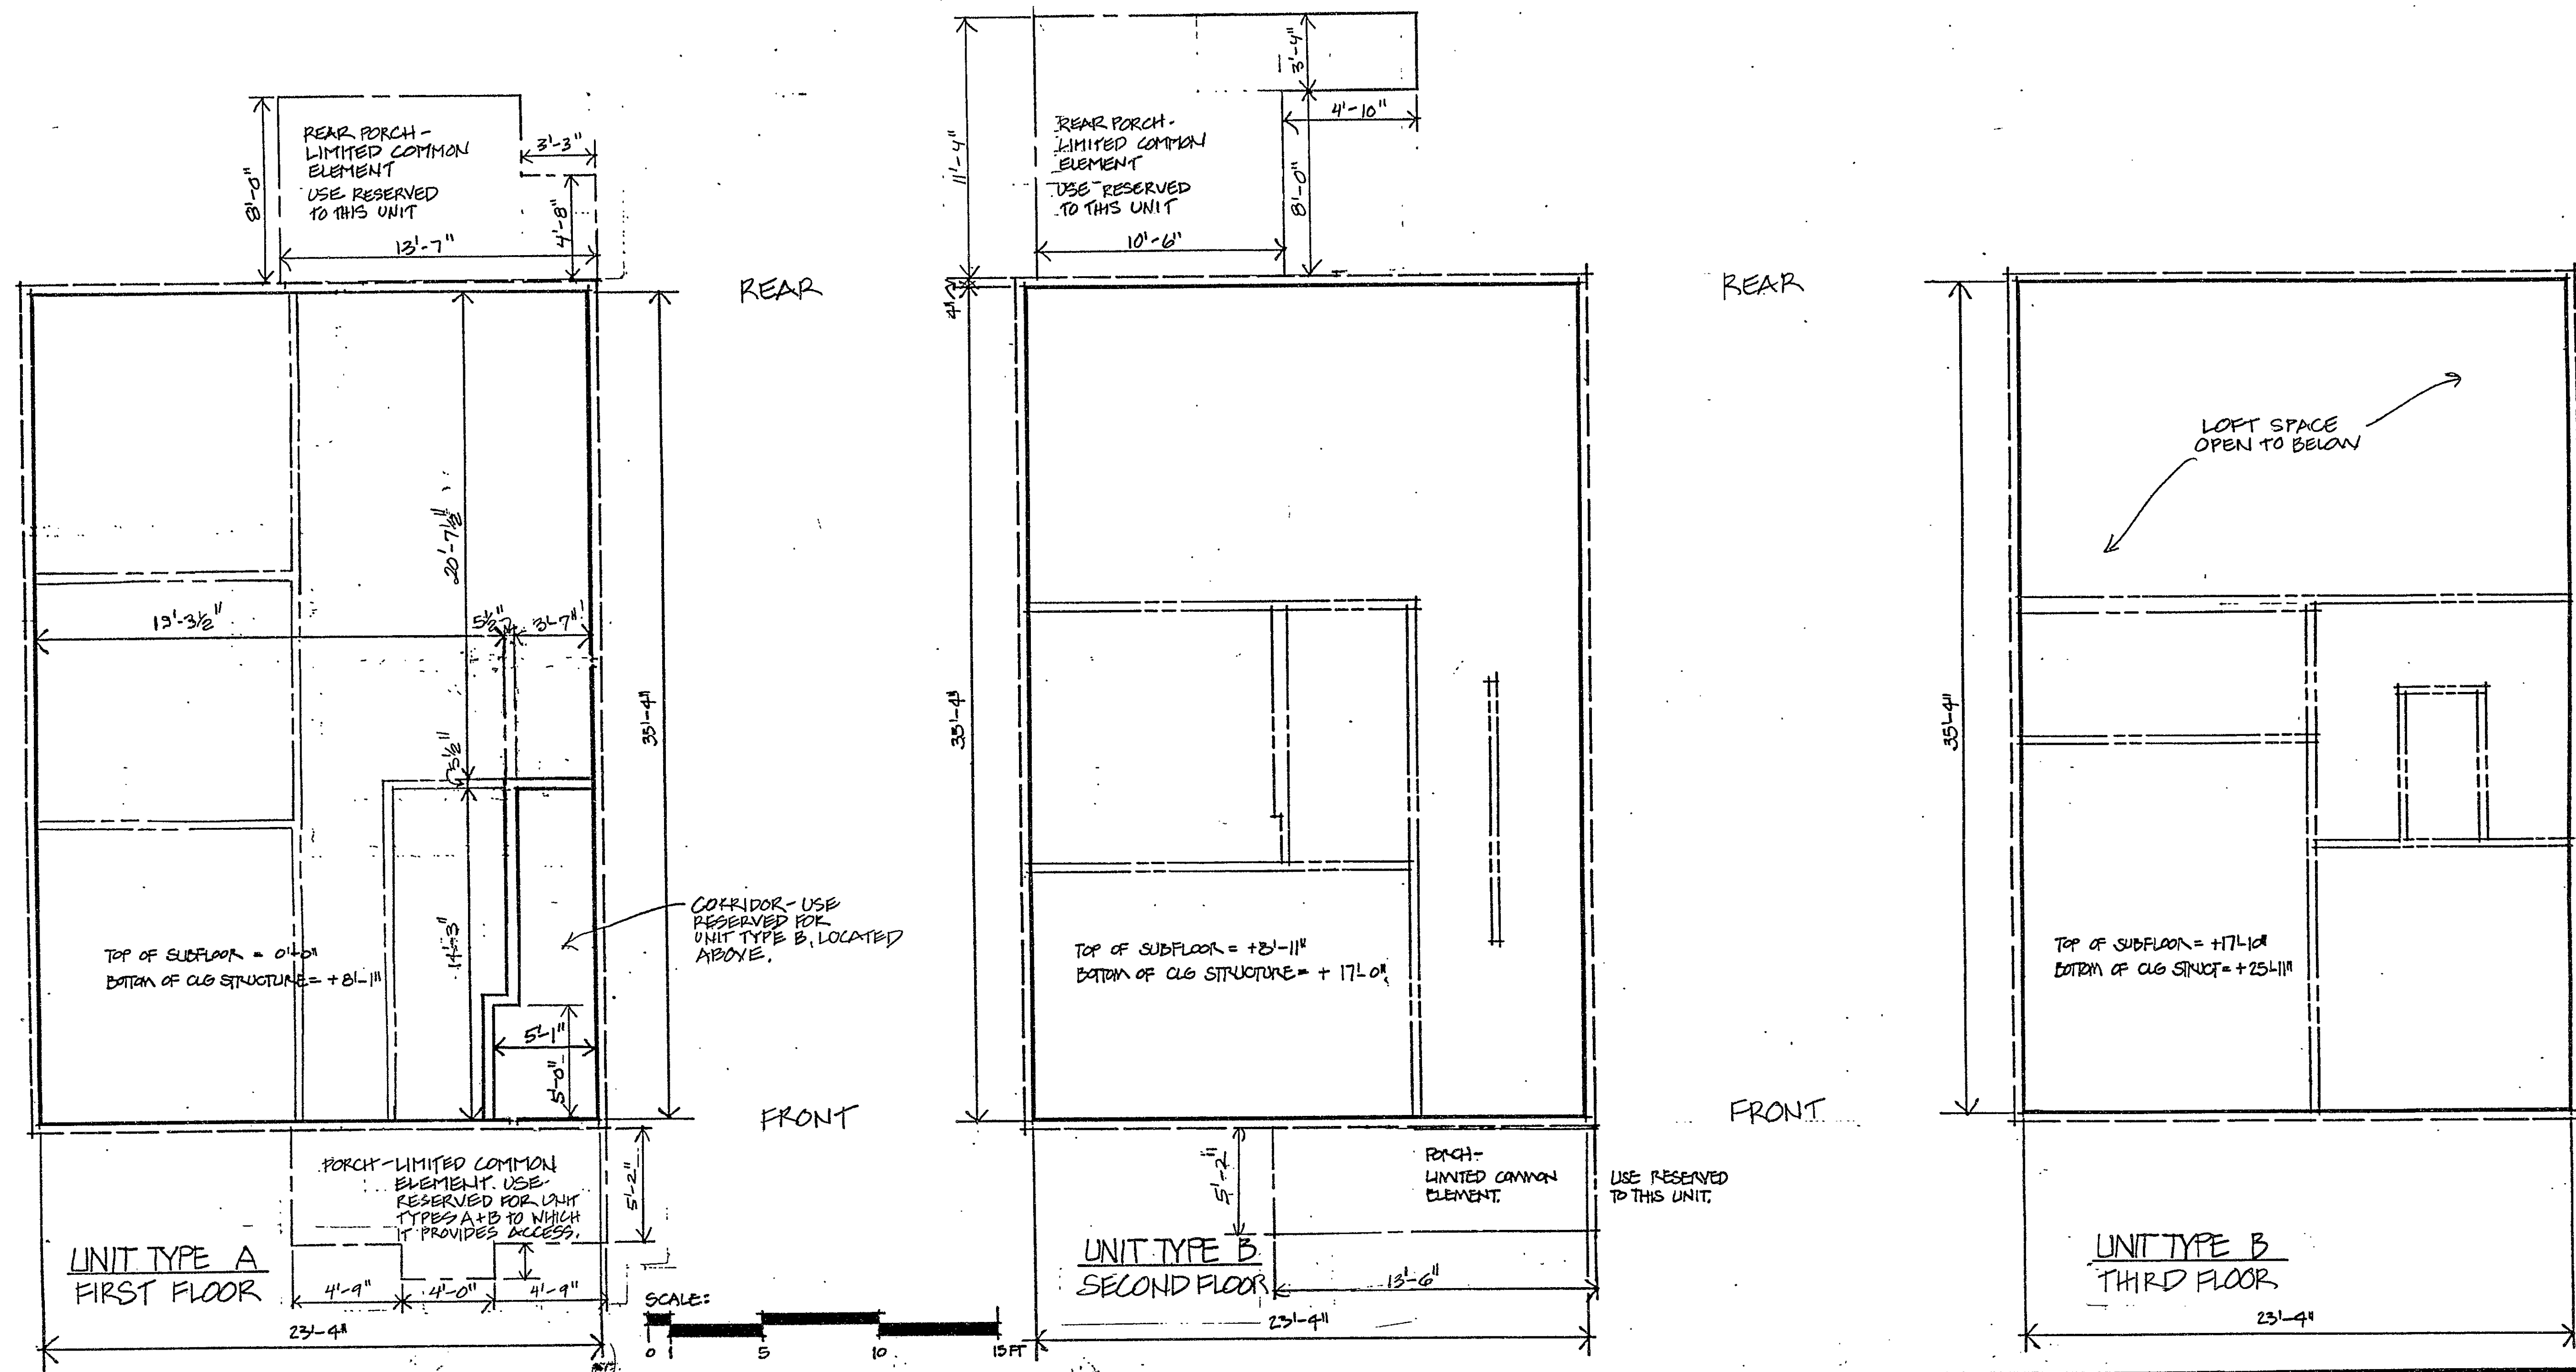 8'-0"
REAR PORCH-
LIMITED COMMON
ELEMENT
USE RESERVED
TO THIS UNIT
3'-3"
4'-8"
13'-7"
20'-7½"
19'-3½"
5½"
3'-7"
5½"
14'-3"
35'-4"
CORRIDOR-USE
RESERVED FOR
UNIT TYPE B, LOCATED
ABOVE.
TOP OF SUBFLOOR = 0'-0"
BOTTOM OF CLG STRUCTURE = +8'-1"
5'-1"
5'-0"
PORCH-LIMITED COMMON
ELEMENT. USE
RESERVED FOR UNIT
TYPES A+B TO WHICH
IT PROVIDES ACCESS.
5'-2"
UNIT TYPE A
FIRST FLOOR
4'-9"
4'-0"
4'-9"
23'-4"
REAR
FRONT
SCALE:
0 1 5 10 15 FT
11'-4"
3'-4"
4'-10"
REAR PORCH-
LIMITED COMMON
ELEMENT
USE RESERVED
TO THIS UNIT
8'-0"
10'-6"
4"
35'-4"
TOP OF SUBFLOOR = +8'-11"
BOTTOM OF CLG STRUCTURE = + 17'-0"
5'-2"
PORCH-
LIMITED COMMON
ELEMENT.
USE RESERVED
TO THIS UNIT.
UNIT TYPE B
SECOND FLOOR
13'-6"
23'-4"
REAR
FRONT
LOFT SPACE
OPEN TO BELOW
35'-4"
TOP OF SUBFLOOR = +17'-10"
BOTTOM OF CLG STRUCT = +25'-11"
UNIT TYPE B
THIRD FLOOR
23'-4"